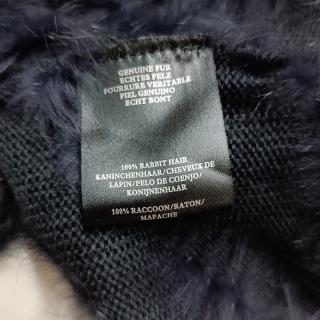 GENUINE FUR
ECHTES PELZ
FOURRURE VERITABLE
PIEL GENUINO
ECHT BONT
100% RABBIT HAIR
KANINCHENHAAR/CHEVEUX DE
LAPIN/PELO DE COENJO/
KONIJNENHAAR
100% RACCOON/RATON/
MAPACHE